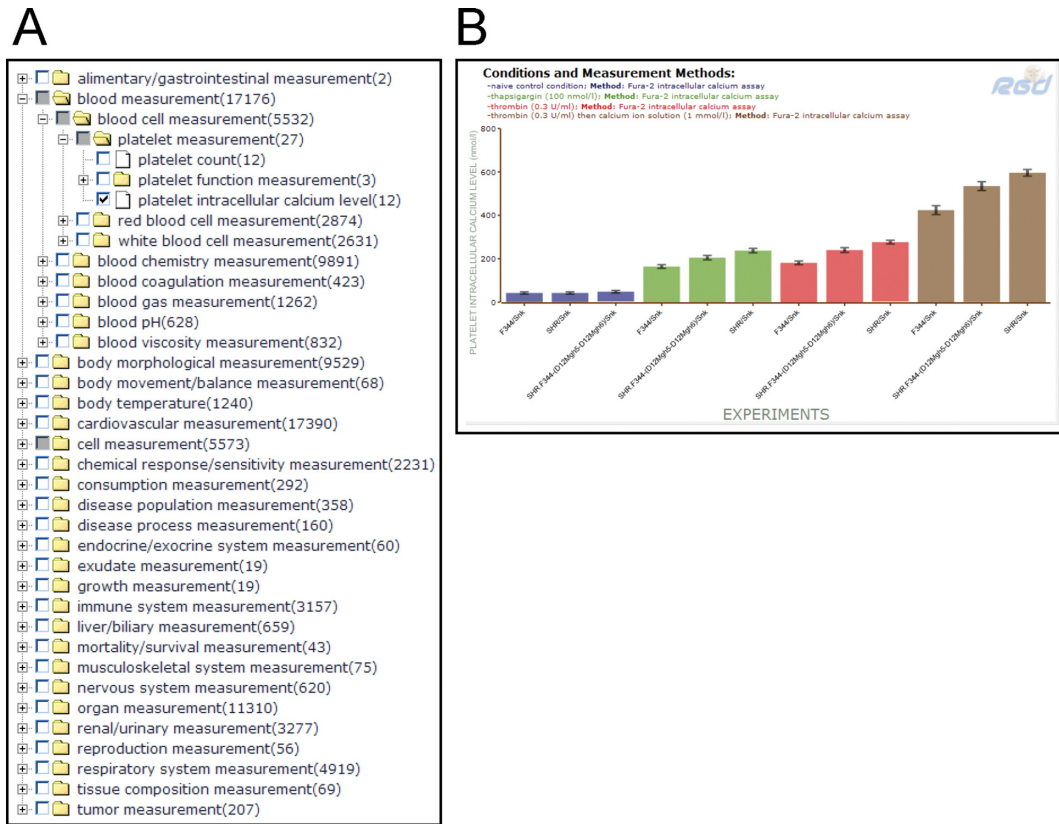 A
alimentary/gastrointestinal measurement(2)
blood measurement(17176)
blood cell measurement(5532)
platelet measurement(27)
platelet count(12)
platelet function measurement(3)
platelet intracellular calcium level(12)
red blood cell measurement(2874)
white blood cell measurement(2631)
blood chemistry measurement(9891)
blood coagulation measurement(423)
blood gas measurement(1262)
blood pH(628)
blood viscosity measurement(832)
body morphological measurement(9529)
body movement/balance measurement(68)
body temperature(1240)
cardiovascular measurement(17390)
cell measurement(5573)
chemical response/sensitivity measurement(2231)
consumption measurement(292)
disease population measurement(358)
disease process measurement(160)
endocrine/exocrine system measurement(60)
exudate measurement(19)
growth measurement(19)
immune system measurement(3157)
liver/biliary measurement(659)
mortality/survival measurement(43)
musculoskeletal system measurement(75)
nervous system measurement(620)
organ measurement(11310)
renal/urinary measurement(3277)
reproduction measurement(56)
respiratory system measurement(4919)
tissue composition measurement(69)
tumor measurement(207)
B
Conditions and Measurement Methods:
RGD
-naive control condition; Method: Fura-2 intracellular calcium assay
-thapsigargin (100 nmol/l); Method: Fura-2 intracellular calcium assay
-thrombin (0.3 U/ml); Method: Fura-2 intracellular calcium assay
-thrombin (0.3 U/ml) then calcium ion solution (1 mmol/l); Method: Fura-2 intracellular calcium assay
PLATELET INTRACELLULAR CALCIUM LEVEL (nmol/l)
800
600
400
200
0
F344/Snk
SHR/Snk
SHR.F344-(D12Mgh5-D12Mgh6)/Snk
F344/Snk
SHR.F344-(D12Mgh5-D12Mgh6)/Snk
SHR/Snk
F344/Snk
SHR.F344-(D12Mgh5-D12Mgh6)/Snk
SHR/Snk
F344/Snk
SHR.F344-(D12Mgh5-D12Mgh6)/Snk
SHR/Snk
EXPERIMENTS